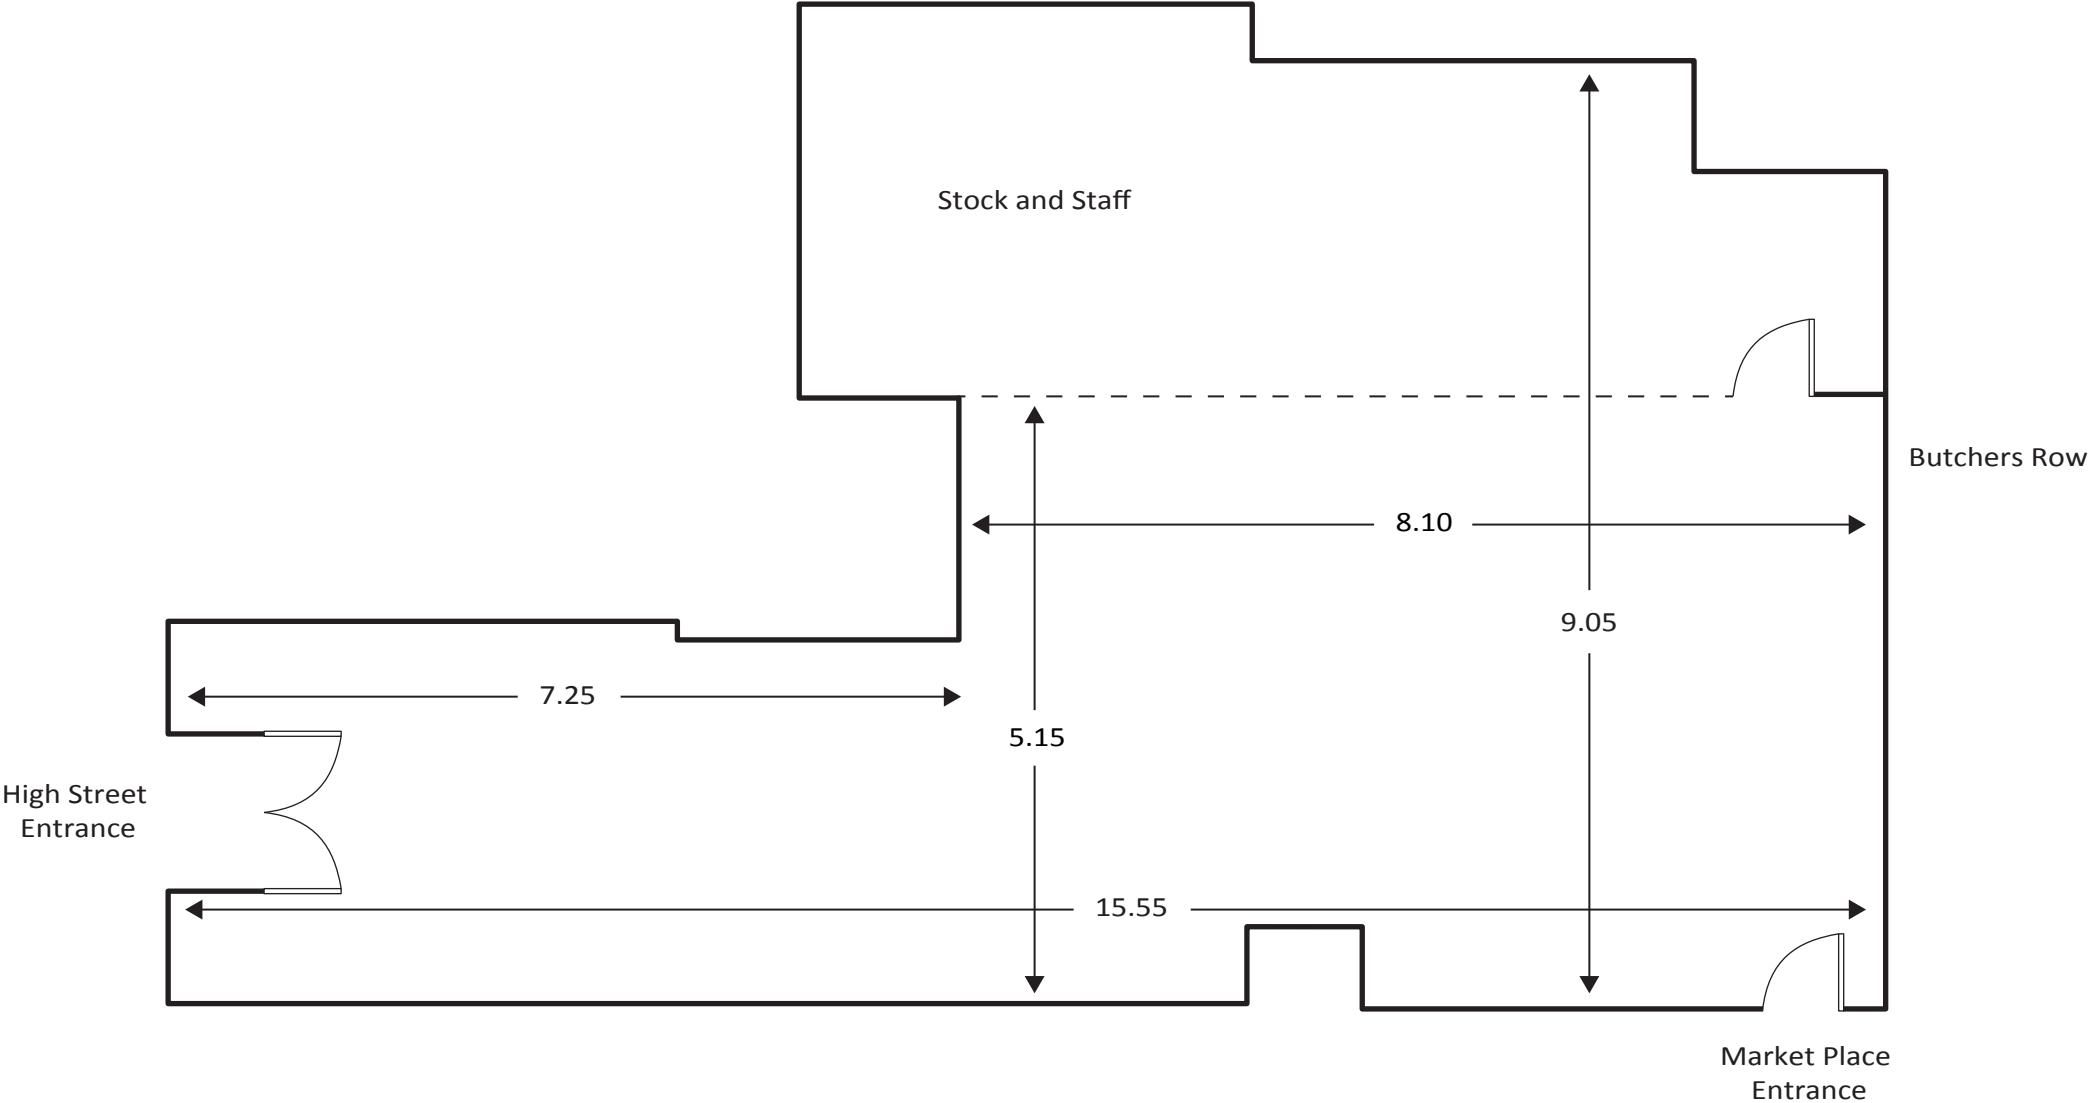 Stock and Staff
Butchers Row
8.10
9.05
7.25
5.15
High Street
Entrance
15.55
Market Place
Entrance